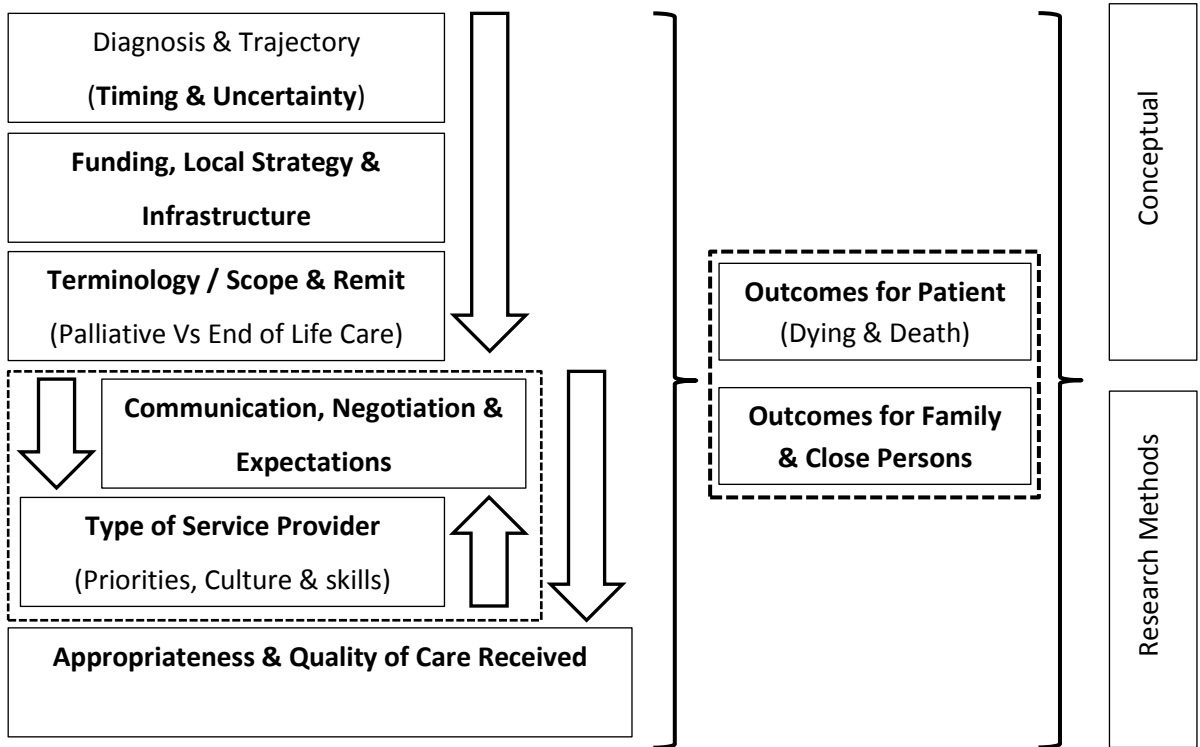 Diagnosis & Trajectory
(Timing & Uncertainty)
Funding, Local Strategy &
Infrastructure
Terminology / Scope & Remit
(Palliative Vs End of Life Care)
Communication, Negotiation &
Expectations
Type of Service Provider
(Priorities, Culture & skills)
Appropriateness & Quality of Care Received
Outcomes for Patient
(Dying & Death)
Outcomes for Family
& Close Persons
Conceptual
Research Methods